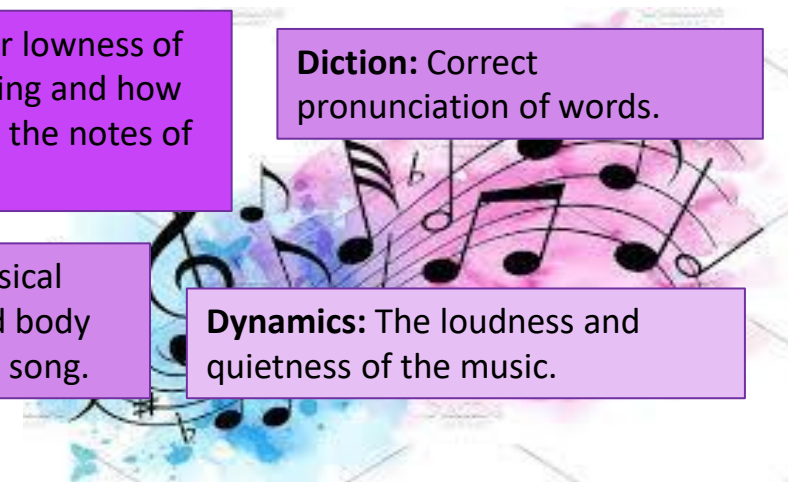 r lowness of
ing and how
the notes of
Diction: Correct
pronunciation of words.
sical
d body
song.
Dynamics: The loudness and
quietness of the music.